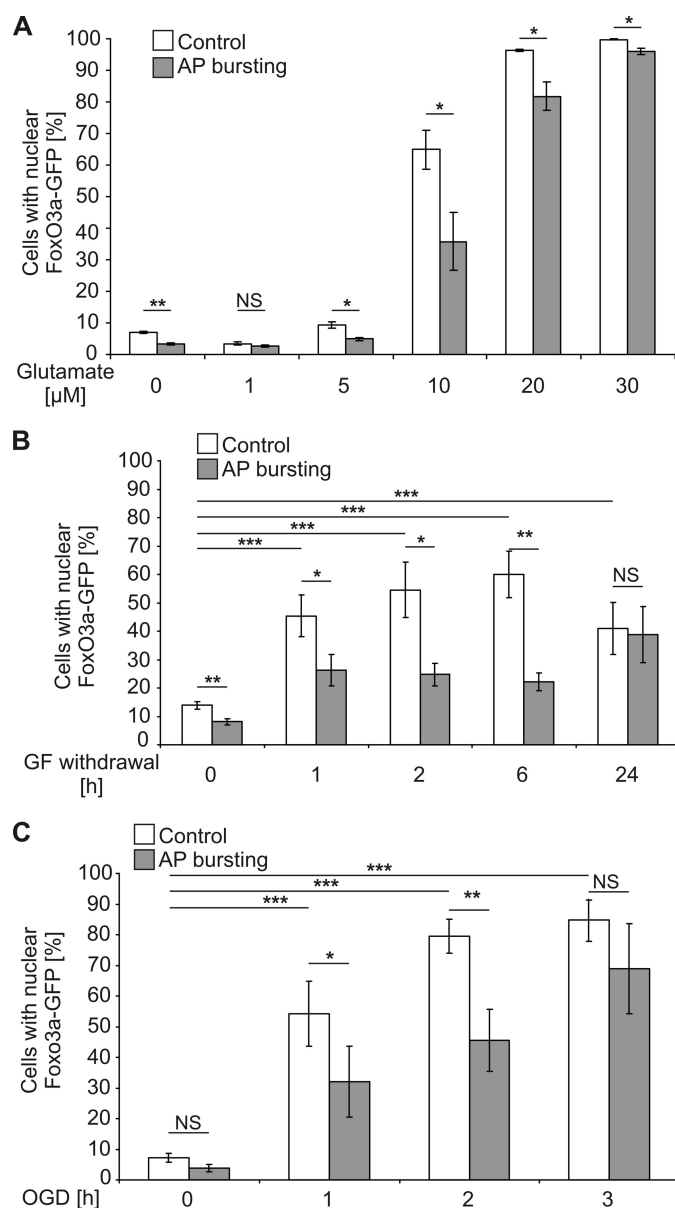 A
Control
AP bursting
Cells with nuclear
FoxO3a-GFP [%]
100
90
80
70
60
50
40
30
20
10
0
**
NS
*
*
*
*
Glutamate
[µM]
0 1 5 10 20 30
B
Control
AP bursting
Cells with nuclear
FoxO3a-GFP [%]
100
90
80
70
60
50
40
30
20
10
0
***
***
***
***
**
*
*
**
NS
GF withdrawal
[h]
0 1 2 6 24
C
Control
AP bursting
Cells with nuclear
Foxo3a-GFP [%]
100
90
80
70
60
50
40
30
20
10
0
***
***
***
NS
*
**
NS
OGD [h] 0 1 2 3